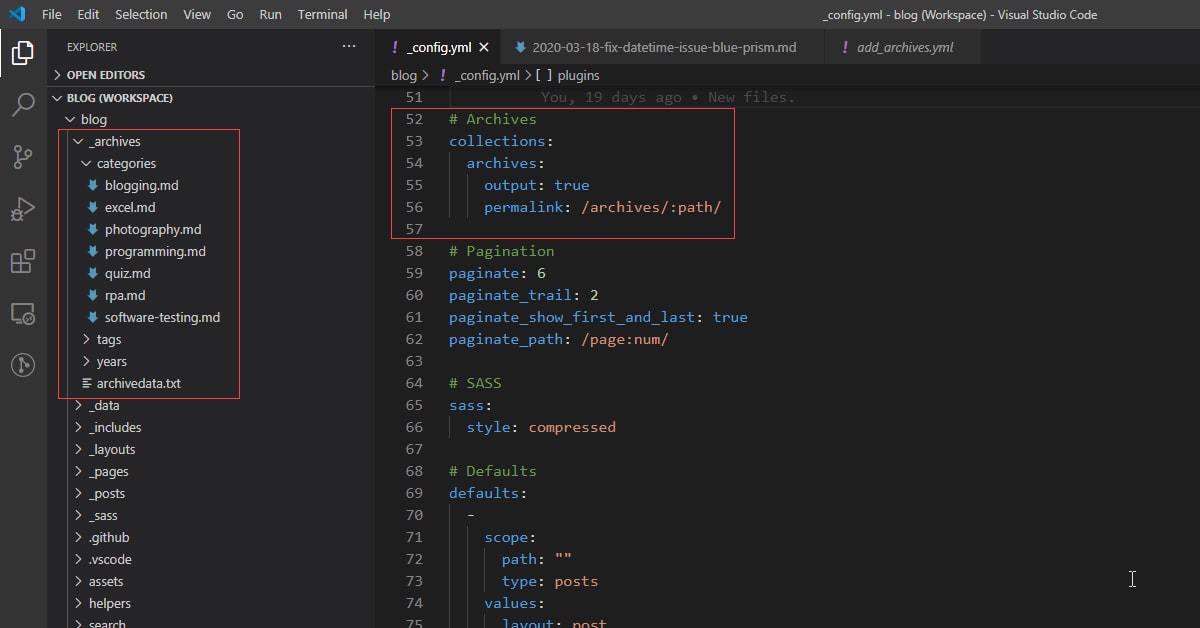 File Edit Selection View Go Run Terminal Help
_config.yml - blog (Workspace) - Visual Studio Code
EXPLORER ...
OPEN EDITORS
BLOG (WORKSPACE)
blog
_archives
categories
blogging.md
excel.md
photography.md
programming.md
quiz.md
rpa.md
software-testing.md
tags
years
archivedata.txt
_data
_includes
_layouts
_pages
_posts
_sass
.github
.vscode
assets
helpers
search
! _config.yml × 2020-03-18-fix-datetime-issue-blue-prism.md ! add_archives.yml
blog > ! _config.yml > [ ] plugins
51 You, 19 days ago • New files.
52 # Archives
53 collections:
54 archives:
55 output: true
56 permalink: /archives/:path/
57
58 # Pagination
59 paginate: 6
60 paginate_trail: 2
61 paginate_show_first_and_last: true
62 paginate_path: /page:num/
63
64 # SASS
65 sass:
66 style: compressed
67
68 # Defaults
69 defaults:
70 -
71 scope:
72 path: ""
73 type: posts
74 values:
75 layout: post